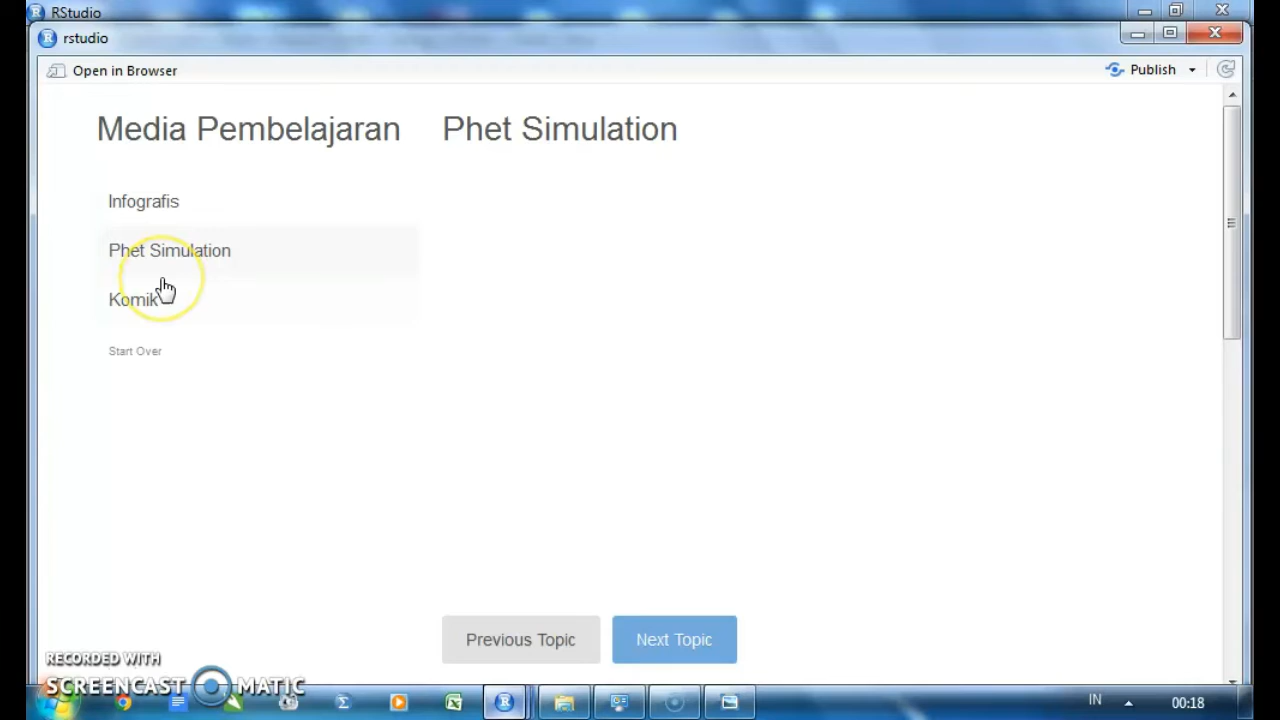 RStudio
rstudio
Open in Browser
Publish
Media Pembelajaran
Phet Simulation
Infografis
Phet Simulation
Komik
Start Over
Previous Topic
Next Topic
RECORDED WITH
SCREENCAST MATIC
IN
00:18